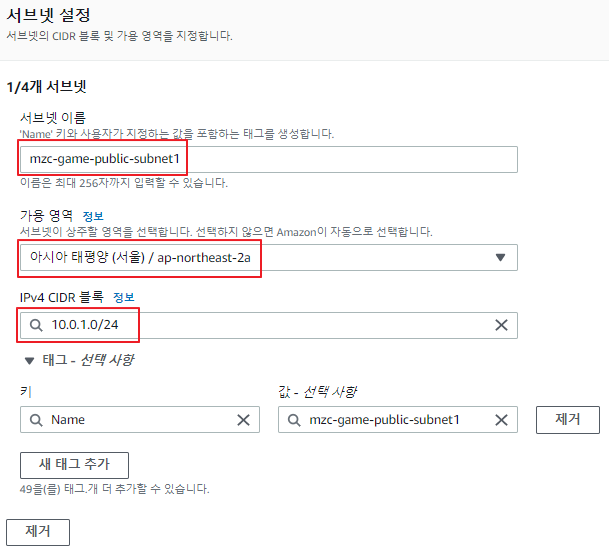 서브넷 설정
서브넷의 CIDR 블록 및 가용 영역을 지정합니다.
1/4개 서브넷
서브넷 이름
'Name' 키와 사용자가 지정하는 값을 포함하는 태그를 생성합니다.
mzc-game-public-subnet1
이름은 최대 256자까지 입력할 수 있습니다.
가용 영역 정보
서브넷이 상주할 영역을 선택합니다. 선택하지 않으면 Amazon이 자동으로 선택합니다.
아시아 태평양 (서울) / ap-northeast-2a
IPv4 CIDR 블록 정보
10.0.1.0/24
태그 - 선택 사항
키 값 - 선택 사항
Name mzc-game-public-subnet1 제거
새 태그 추가
49을(를) 태그.개 더 추가할 수 있습니다.
제거